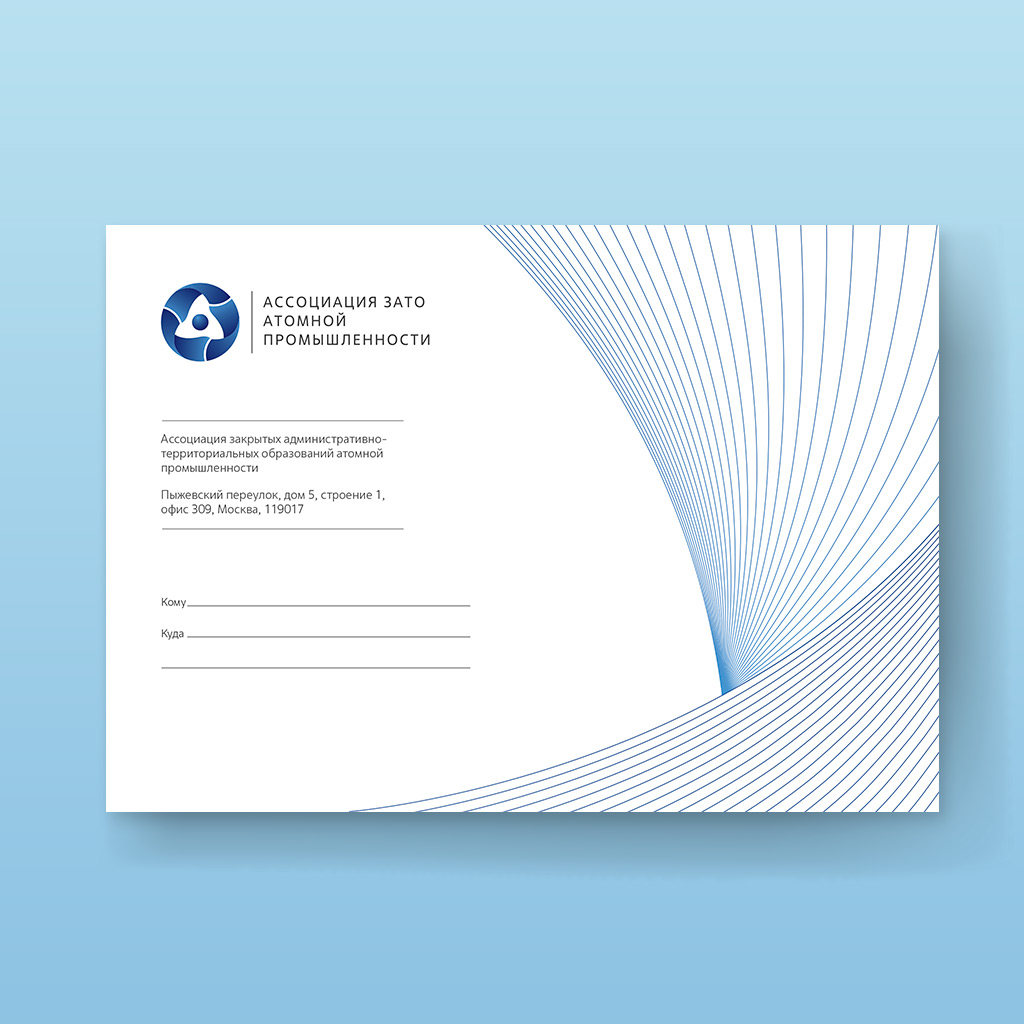 АССОЦИАЦИЯ ЗАТО
АТОМНОЙ
ПРОМЫШЛЕННОСТИ
Ассоциация закрытых административно-
территориальных образований атомной
промышленности
Пыжевский переулок, дом 5, строение 1,
офис 309, Москва, 119017
Кому
Куда